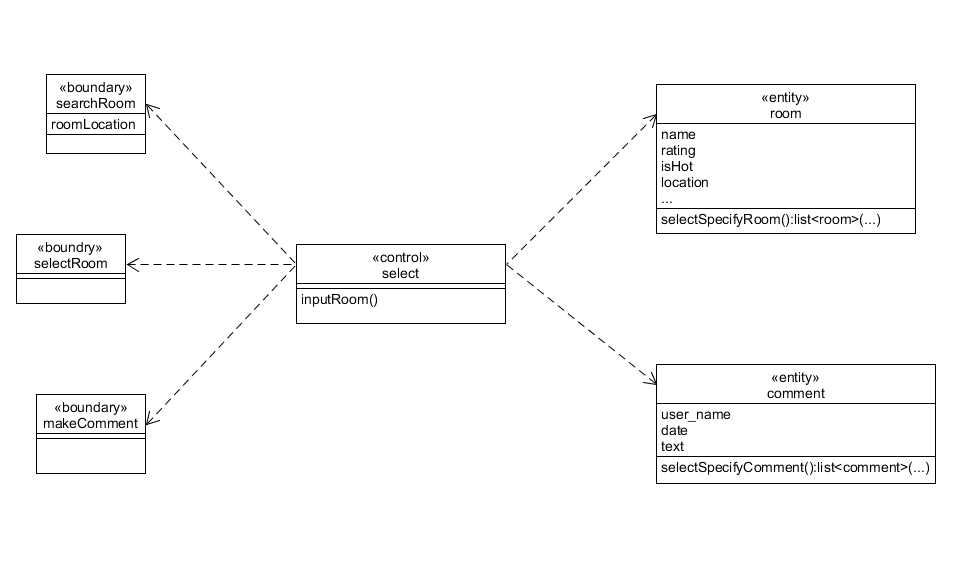 «boundary»
searchRoom
roomLocation
«boundry»
selectRoom
«boundary»
makeComment
«control»
select
inputRoom()
«entity»
room
name
rating
isHot
location
...
selectSpecifyRoom():list<room>(...)
«entity»
comment
user_name
date
text
selectSpecifyComment():list<comment>(...)